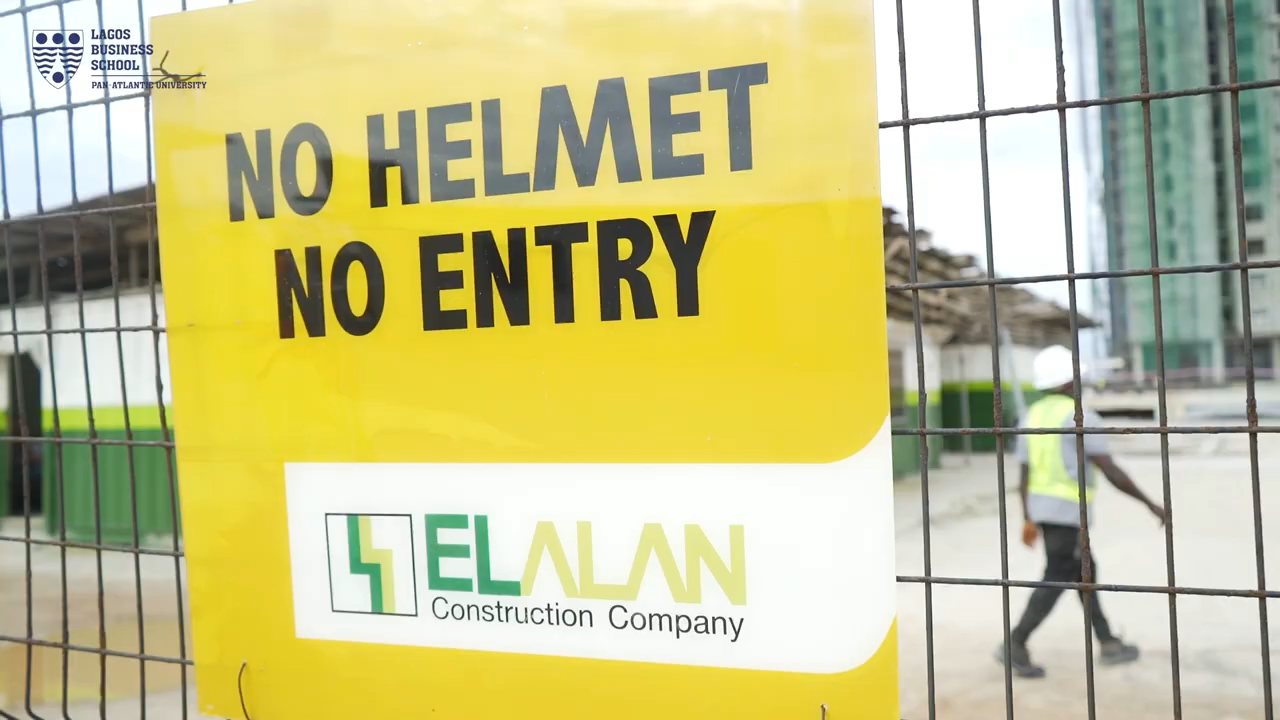 LAGOS
BUSINESS
SCHOOL
PAN-ATLANTIC UNIVERSITY
NO HELMET
NO ENTRY
ELALAN
Construction Company